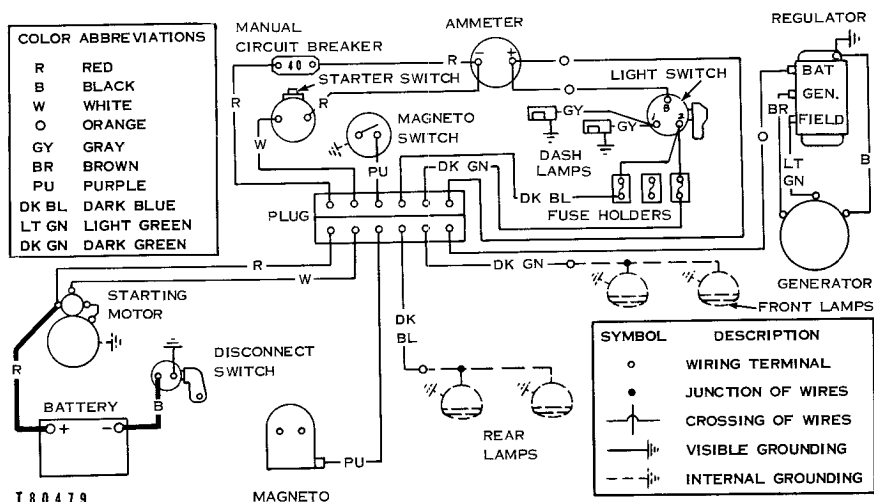 COLOR ABBREVIATIONS
R RED
B BLACK
W WHITE
O ORANGE
GY GRAY
BR BROWN
PU PURPLE
DK BL DARK BLUE
LT GN LIGHT GREEN
DK GN DARK GREEN
MANUAL
CIRCUIT BREAKER
40
STARTER SWITCH
R
R
R
W
AMMETER
- +
O
O
LIGHT SWITCH
B
1 2
MAGNETO
SWITCH
PU
GY
GY
DASH
LAMPS
DK GN
DK BL
FUSE HOLDERS
REGULATOR
BAT
GEN.
FIELD
BR
O
LT
GN
B
GENERATOR
PLUG
R
W
DK GN
FRONT LAMPS
STARTING
MOTOR
R
DISCONNECT
SWITCH
B
BATTERY
+ -
DK
BL
REAR
LAMPS
PU
MAGNETO
SYMBOL DESCRIPTION
WIRING TERMINAL
JUNCTION OF WIRES
CROSSING OF WIRES
VISIBLE GROUNDING
INTERNAL GROUNDING
T80479